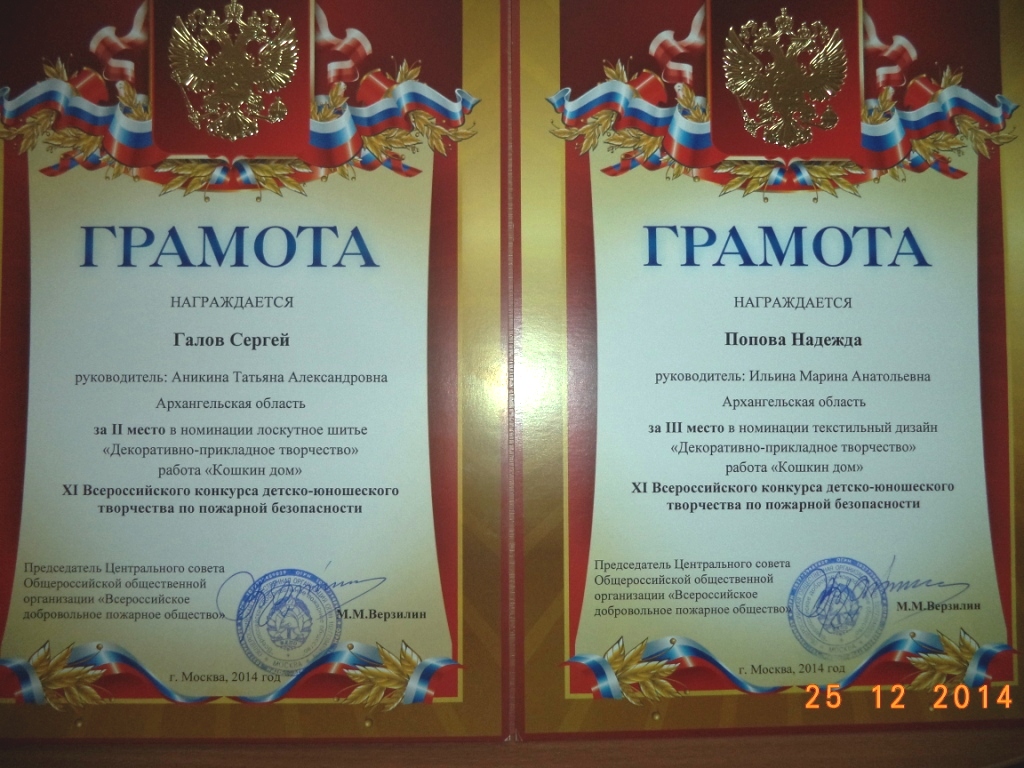 ГРАМОТА
НАГРАЖДАЕТСЯ
Галов Сергей
руководитель: Аникина Татьяна Александровна
Архангельская область
за II место в номинации лоскутное шитье
«Декоративно-прикладное творчество»
работа «Кошкин дом»
XI Всероссийского конкурса детско-юношеского
творчества по пожарной безопасности
Председатель Центрального совета
Общероссийской общественной
организации «Всероссийское
добровольное пожарное общество»
М.М.Верзилин
г. Москва, 2014 год
ГРАМОТА
НАГРАЖДАЕТСЯ
Попова Надежда
руководитель: Ильина Марина Анатольевна
Архангельская область
за III место в номинации текстильный дизайн
«Декоративно-прикладное творчество»
работа «Кошкин дом»
XI Всероссийского конкурса детско-юношеского
творчества по пожарной безопасности
Председатель Центрального совета
Общероссийской общественной
организации «Всероссийское
добровольное пожарное общество»
М.М.Верзилин
г. Москва, 2014 год
25 12 2014